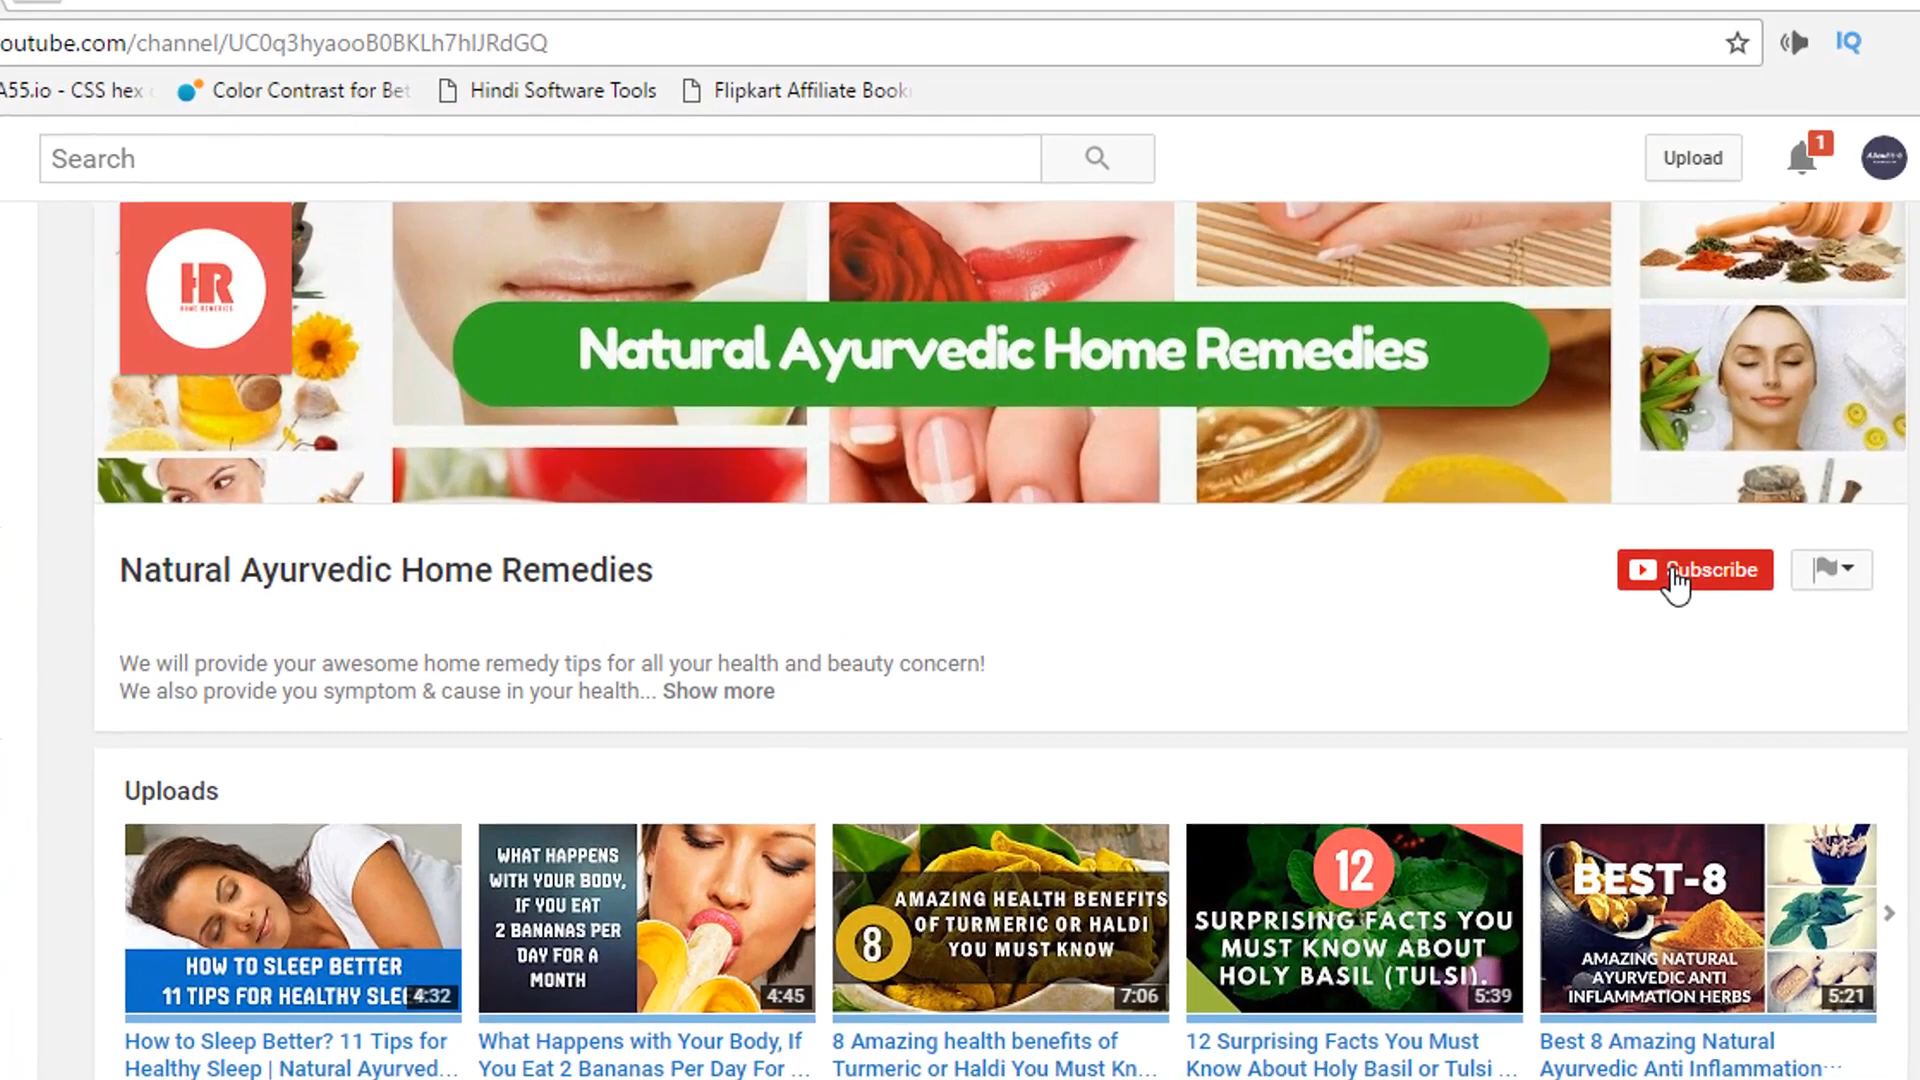 outube.com/channel/UC0q3hyaooB0BKLh7hIJRdGQ
IQ
A55.io - CSS hex
Color Contrast for Bet
Hindi Software Tools
Flipkart Affiliate Book
Search
Upload
1
HR
HOME REMEDIES
Natural Ayurvedic Home Remedies
Natural Ayurvedic Home Remedies
Subscribe
We will provide your awesome home remedy tips for all your health and beauty concern!
We also provide you symptom & cause in your health... Show more
Uploads
HOW TO SLEEP BETTER
11 TIPS FOR HEALTHY SLE
4:32
WHAT HAPPENS
WITH YOUR BODY,
IF YOU EAT
2 BANANAS PER
DAY FOR A
MONTH
4:45
8
AMAZING HEALTH BENEFITS
OF TURMERIC OR HALDI
YOU MUST KNOW
7:06
12
SURPRISING FACTS YOU
MUST KNOW ABOUT
HOLY BASIL (TULSI).
5:39
BEST-8
AMAZING NATURAL
AYURVEDIC ANTI
INFLAMMATION HERBS
5:21
How to Sleep Better? 11 Tips for
Healthy Sleep | Natural Ayurved...
What Happens with Your Body, If
You Eat 2 Bananas Per Day For ...
8 Amazing health benefits of
Turmeric or Haldi You Must Kn...
12 Surprising Facts You Must
Know About Holy Basil or Tulsi ...
Best 8 Amazing Natural
Ayurvedic Anti Inflammation...